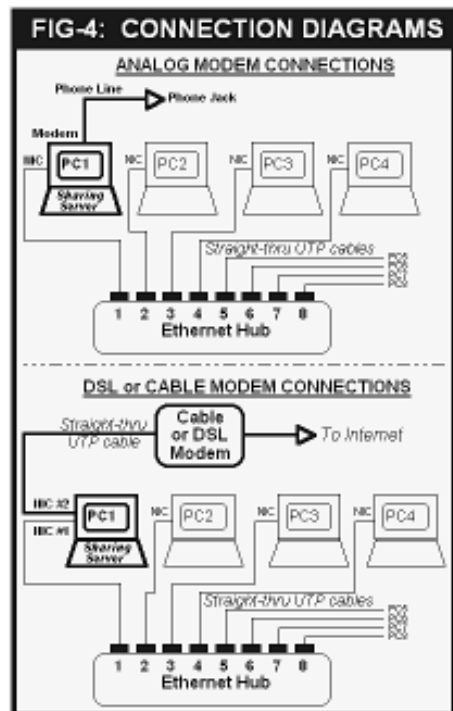 FIG-4: CONNECTION DIAGRAMS
ANALOG MODEM CONNECTIONS
Phone Line
Phone Jack
Modem
NIC PC1 NIC PC2 NIC PC3 NIC PC4
Sharing Server
Straight-thru UTP cables
1 2 3 4 5 6 7 8
Ethernet Hub
DSL or CABLE MODEM CONNECTIONS
Straight-thru UTP cable
Cable or DSL Modem
To Internet
NIC #2
NIC #1
PC1 NIC PC2 NIC PC3 NIC PC4
Sharing Server
Straight-thru UTP cables
1 2 3 4 5 6 7 8
Ethernet Hub